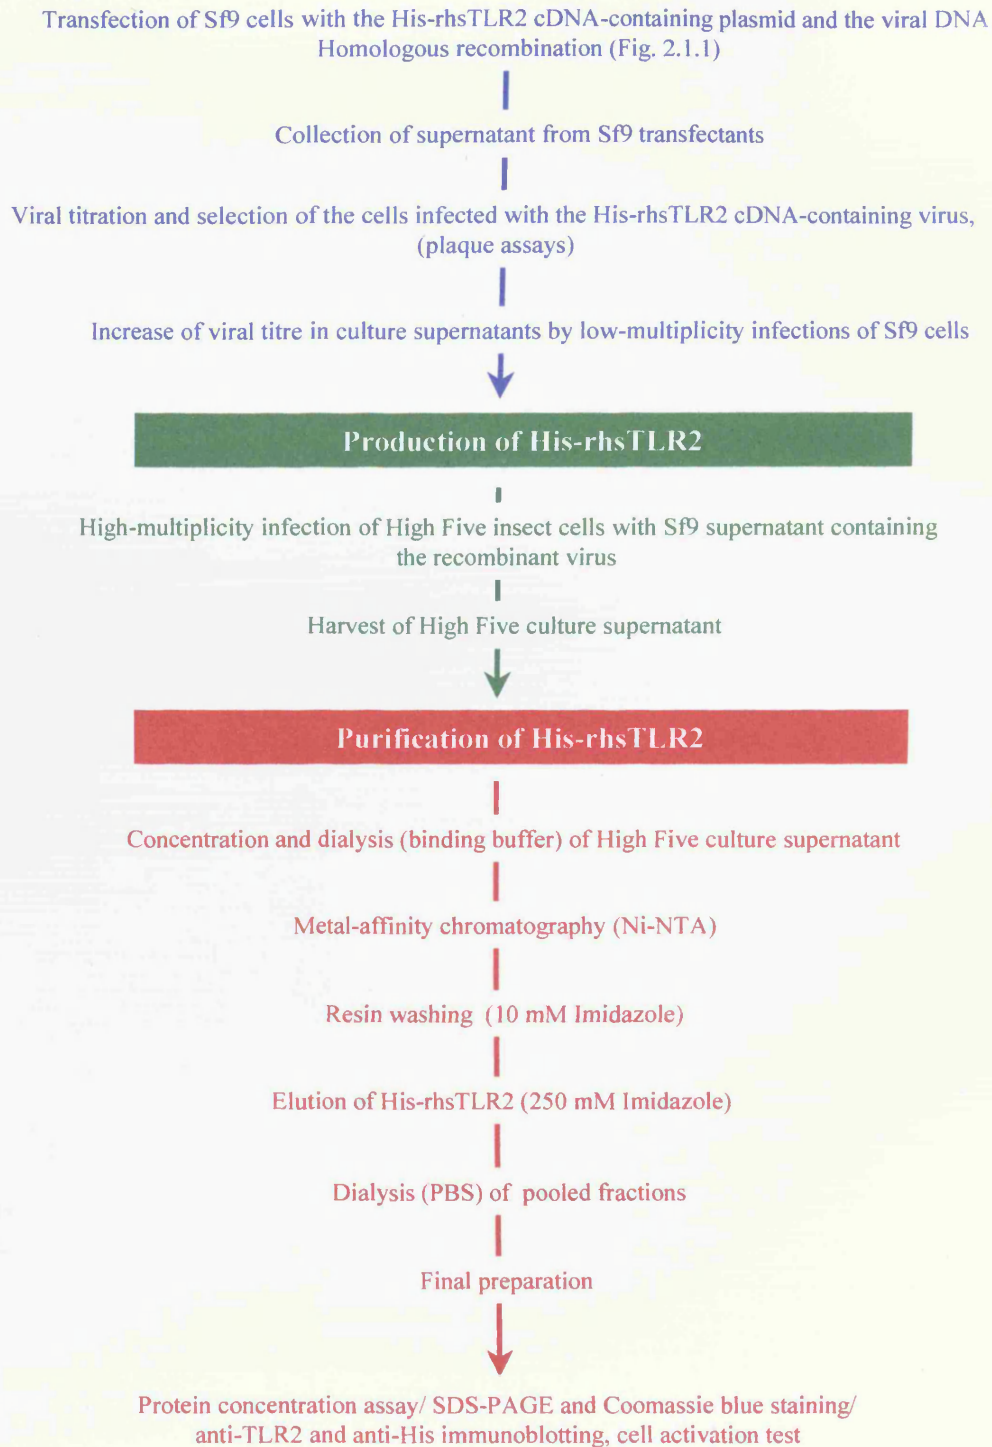 Transfection of Sf9 cells with the His-rhsTLR2 cDNA-containing plasmid and the viral DNA
Homologous recombination (Fig. 2.1.1)
Collection of supernatant from Sf9 transfectants
Viral titration and selection of the cells infected with the His-rhsTLR2 cDNA-containing virus,
(plaque assays)
Increase of viral titre in culture supernatants by low-multiplicity infections of Sf9 cells
Production of His-rhsTLR2
High-multiplicity infection of High Five insect cells with Sf9 supernatant containing
the recombinant virus
Harvest of High Five culture supernatant
Purification of His-rhsTLR2
Concentration and dialysis (binding buffer) of High Five culture supernatant
Metal-affinity chromatography (Ni-NTA)
Resin washing (10 mM Imidazole)
Elution of His-rhsTLR2 (250 mM Imidazole)
Dialysis (PBS) of pooled fractions
Final preparation
Protein concentration assay/ SDS-PAGE and Coomassie blue staining/
anti-TLR2 and anti-His immunoblotting, cell activation test